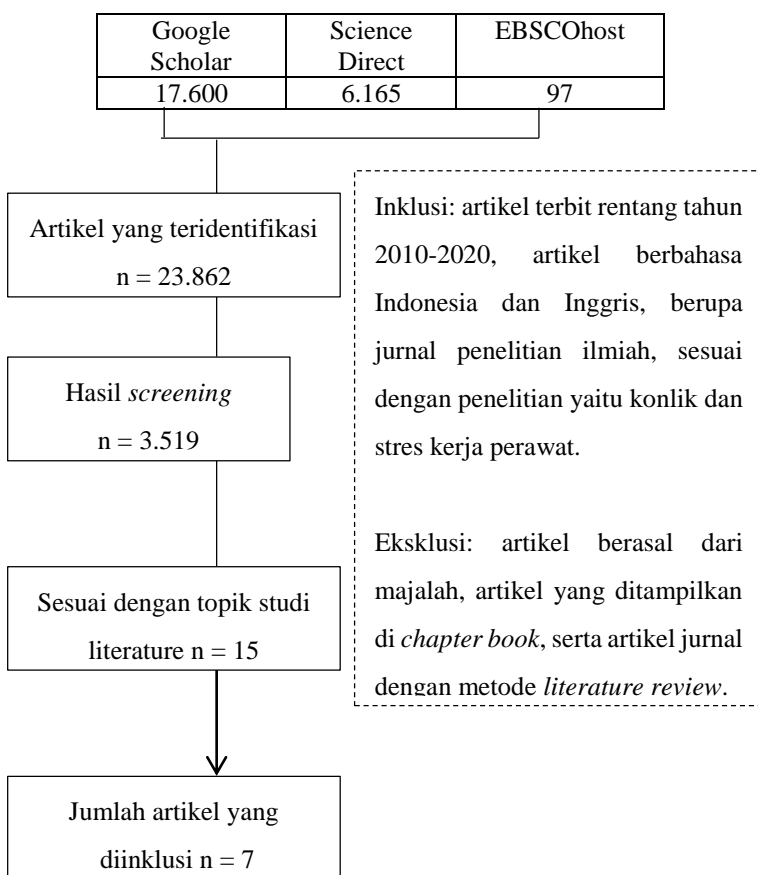 Google Scholar
Science Direct
EBSCOhost
17.600
6.165
97
Artikel yang teridentifikasi
n = 23.862
Hasil screening
n = 3.519
Sesuai dengan topik studi
literature n = 15
Jumlah artikel yang
diinklusi n = 7
Inklusi: artikel terbit rentang tahun
2010-2020, artikel berbahasa
Indonesia dan Inggris, berupa
jurnal penelitian ilmiah, sesuai
dengan penelitian yaitu konlik dan
stres kerja perawat.
Eksklusi: artikel berasal dari
majalah, artikel yang ditampilkan
di chapter book, serta artikel jurnal
dengan metode literature review.